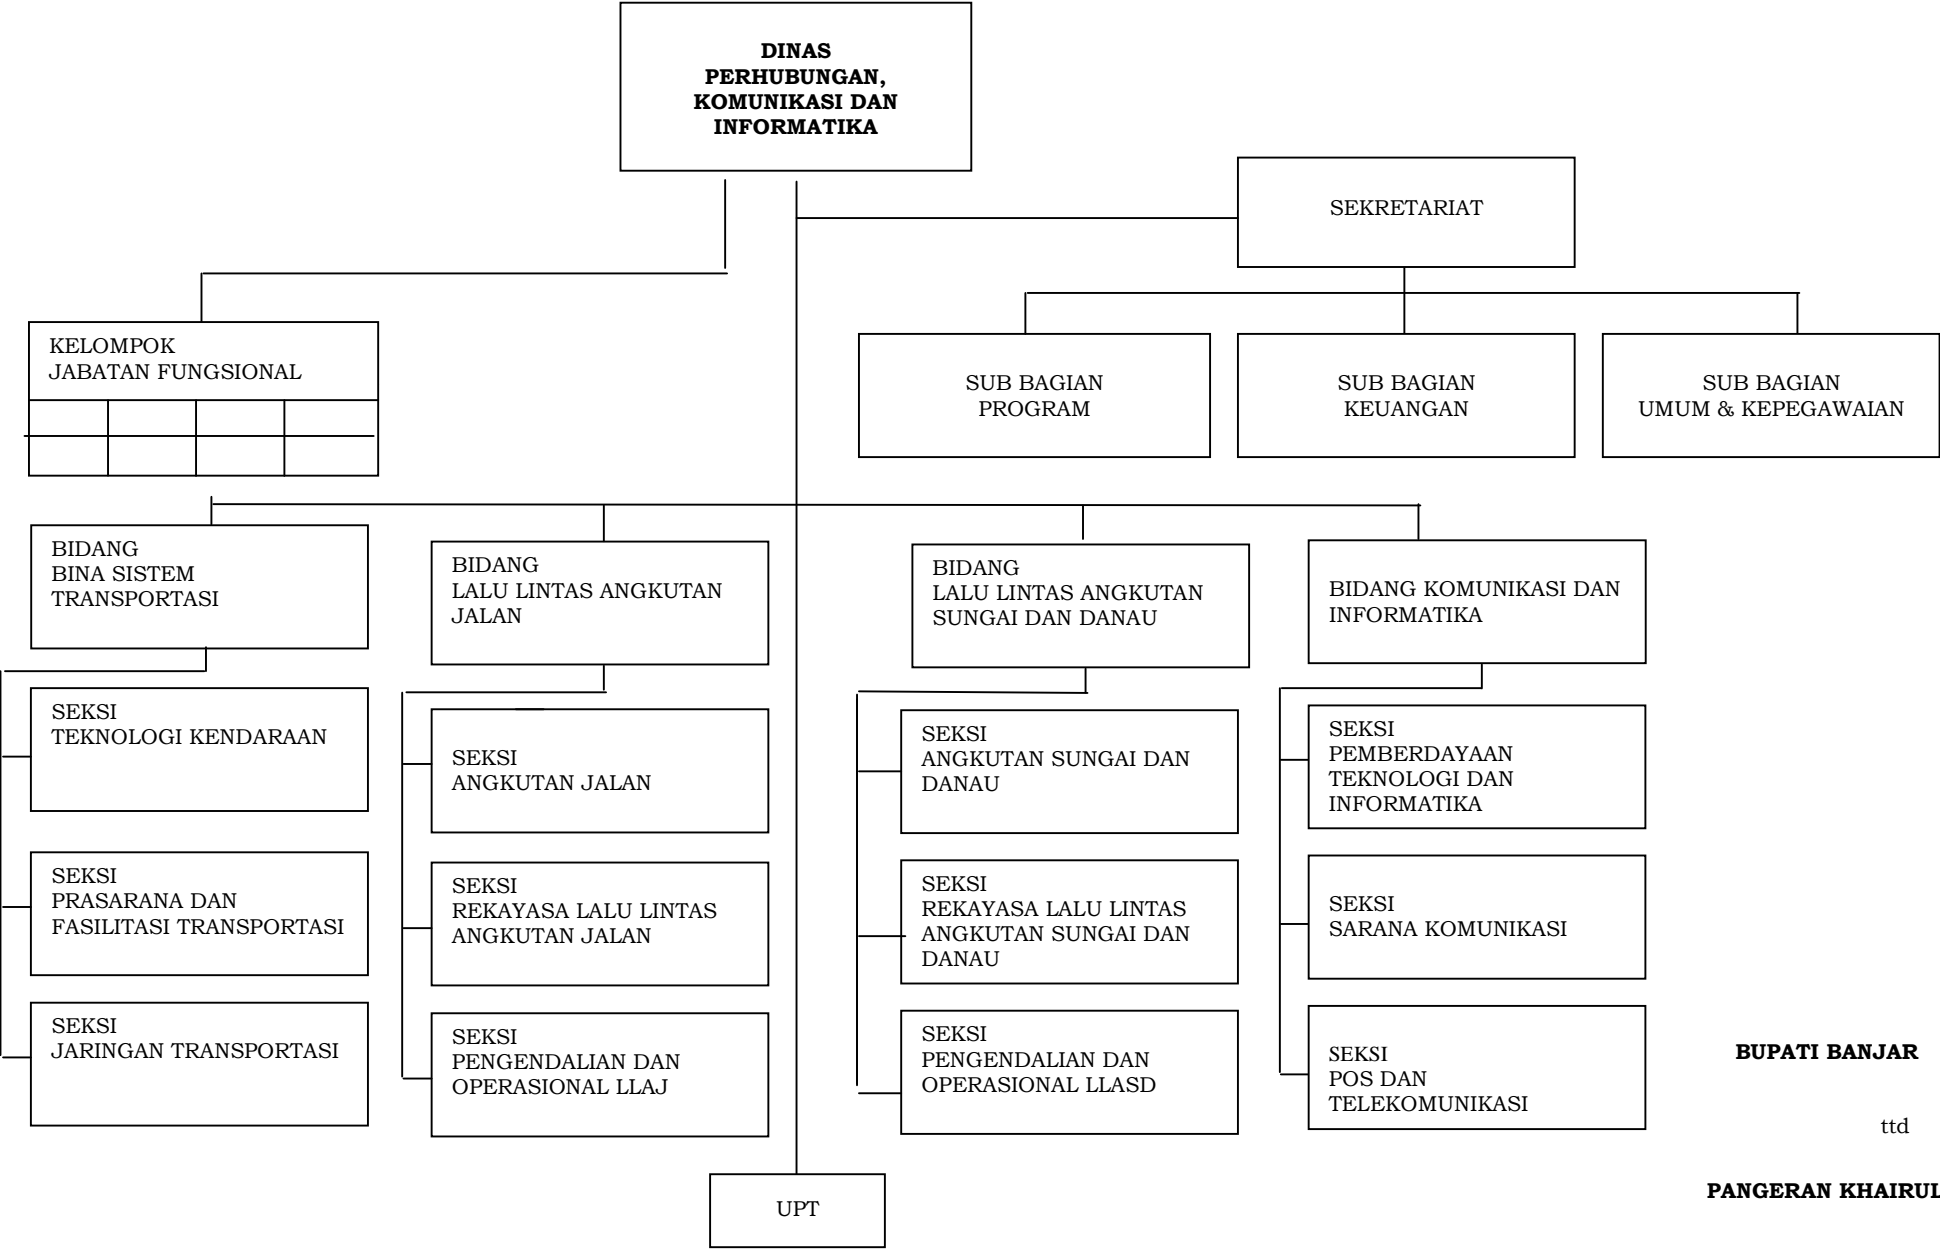 DINAS
PERHUBUNGAN,
KOMUNIKASI DAN
INFORMATIKA
SEKRETARIAT
KELOMPOK
JABATAN FUNGSIONAL
SUB BAGIAN
PROGRAM
SUB BAGIAN
KEUANGAN
SUB BAGIAN
UMUM & KEPEGAWAIAN
BIDANG
BINA SISTEM
TRANSPORTASI
BIDANG
LALU LINTAS ANGKUTAN
JALAN
BIDANG
LALU LINTAS ANGKUTAN
SUNGAI DAN DANAU
BIDANG KOMUNIKASI DAN
INFORMATIKA
SEKSI
TEKNOLOGI KENDARAAN
SEKSI
ANGKUTAN JALAN
SEKSI
ANGKUTAN SUNGAI DAN
DANAU
SEKSI
PEMBERDAYAAN
TEKNOLOGI DAN
INFORMATIKA
SEKSI
PRASARANA DAN
FASILITASI TRANSPORTASI
SEKSI
REKAYASA LALU LINTAS
ANGKUTAN JALAN
SEKSI
REKAYASA LALU LINTAS
ANGKUTAN SUNGAI DAN
DANAU
SEKSI
SARANA KOMUNIKASI
SEKSI
JARINGAN TRANSPORTASI
SEKSI
PENGENDALIAN DAN
OPERASIONAL LLAJ
SEKSI
PENGENDALIAN DAN
OPERASIONAL LLASD
SEKSI
POS DAN
TELEKOMUNIKASI
BUPATI BANJAR
ttd
PANGERAN KHAIRUL
UPT